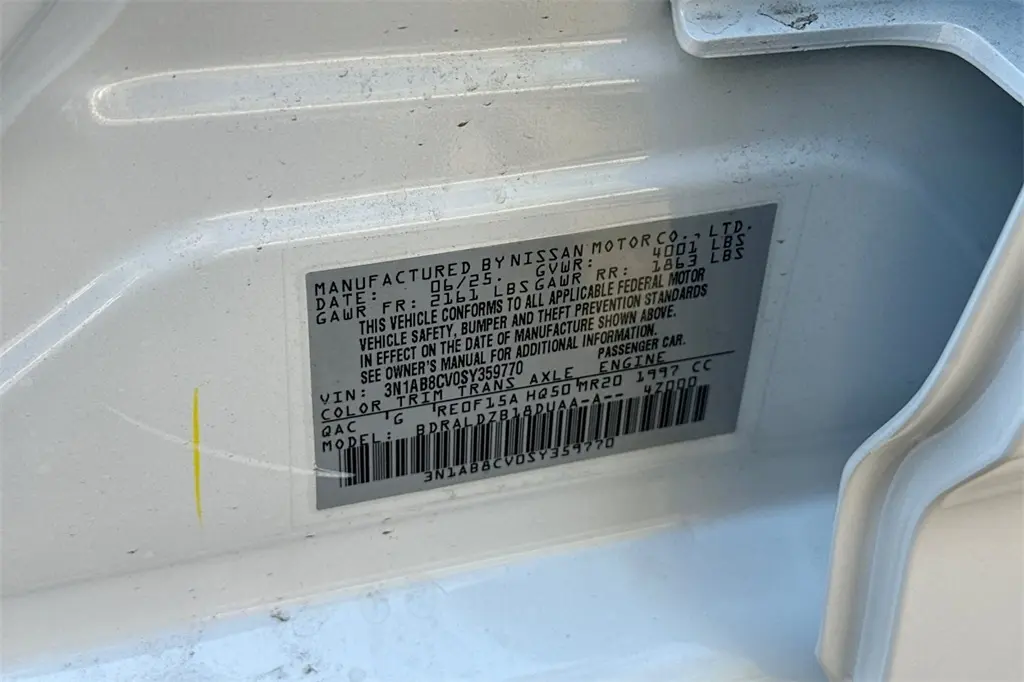 MANUFACTURED BY NISSAN MOTOR CO., LTD.
DATE: 06/25. GVWR: 4001 LBS
GAWR FR: 2161 LBS GAWR RR: 1863 LBS
THIS VEHICLE CONFORMS TO ALL APPLICABLE FEDERAL MOTOR
VEHICLE SAFETY, BUMPER AND THEFT PREVENTION STANDARDS
IN EFFECT ON THE DATE OF MANUFACTURE SHOWN ABOVE.
SEE OWNER'S MANUAL FOR ADDITIONAL INFORMATION.
VIN: 3N1AB8CV0SY359770 PASSENGER CAR.
COLOR TRIM TRANS AXLE ENGINE
QAC 'G 'RE0F15A HQ50 MR20 1997 CC
MODEL: BDRALDZB18DUAA-A-- 4Z000
3N1AB8CV0SY359770